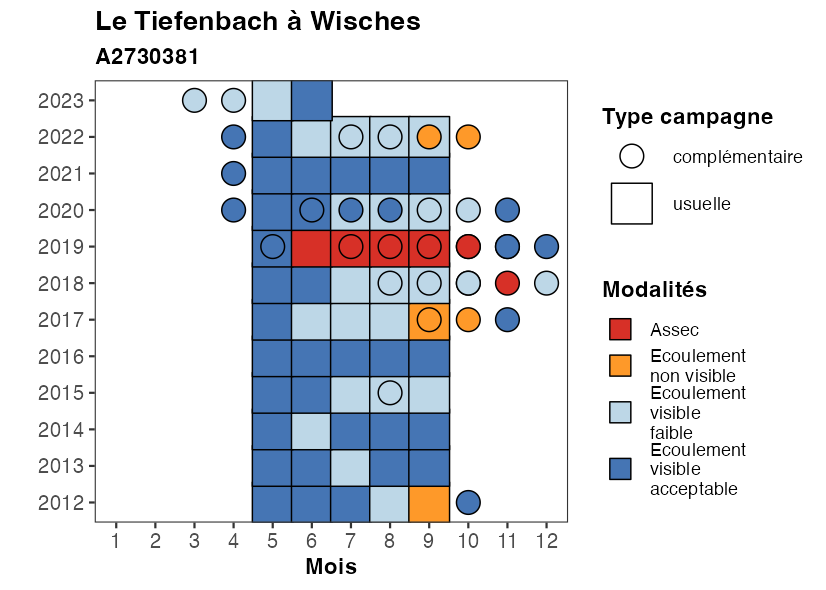 Le Tiefenbach à Wisches
A2730381
2023
2022
2021
2020
2019
2018
2017
2016
2015
2014
2013
2012
1 2 3 4 5 6 7 8 9 10 11 12
Mois
Type campagne
complémentaire
usuelle
Modalités
Assec
Ecoulement
non visible
Ecoulement
visible
faible
Ecoulement
visible
acceptable